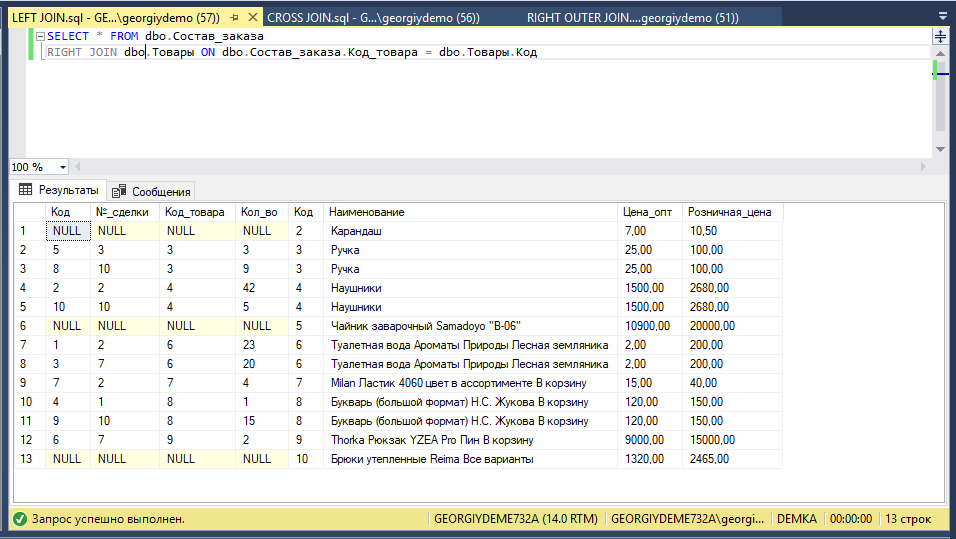 LEFT JOIN.sql - GE...\georgiydemo (57)) CROSS JOIN.sql - G...\georgiydemo (56)) RIGHT OUTER JOIN....georgiydemo (51))
SELECT * FROM dbo.Состав_заказа
RIGHT JOIN dbo.Товары ON dbo.Состав_заказа.Код_товара = dbo.Товары.Код
100 %
Результаты Сообщения
Код №_сделки Код_товара Кол_во Код Наименование Цена_опт Розничная_цена
1 NULL NULL NULL NULL 2 Карандаш 7,00 10,50
2 5 3 3 3 3 Ручка 25,00 100,00
3 8 10 3 9 3 Ручка 25,00 100,00
4 2 2 4 42 4 Наушники 1500,00 2680,00
5 10 10 4 5 4 Наушники 1500,00 2680,00
6 NULL NULL NULL NULL 5 Чайник заварочный Samadoyo "B-06" 10900,00 20000,00
7 1 2 6 23 6 Туалетная вода Ароматы Природы Лесная земляника 2,00 200,00
8 3 7 6 20 6 Туалетная вода Ароматы Природы Лесная земляника 2,00 200,00
9 7 2 7 4 7 Milan Ластик 4060 цвет в ассортименте В корзину 15,00 40,00
10 4 1 8 1 8 Букварь (большой формат) Н.С. Жукова В корзину 120,00 150,00
11 9 10 8 15 8 Букварь (большой формат) Н.С. Жукова В корзину 120,00 150,00
12 6 7 9 2 9 Thorka Рюкзак YZEA Pro Пин В корзину 9000,00 15000,00
13 NULL NULL NULL NULL 10 Брюки утепленные Reima Все варианты 1320,00 2465,00
Запрос успешно выполнен. GEORGIYDEME732A (14.0 RTM) GEORGIYDEME732A\georgi... DEMKA 00:00:00 13 строк